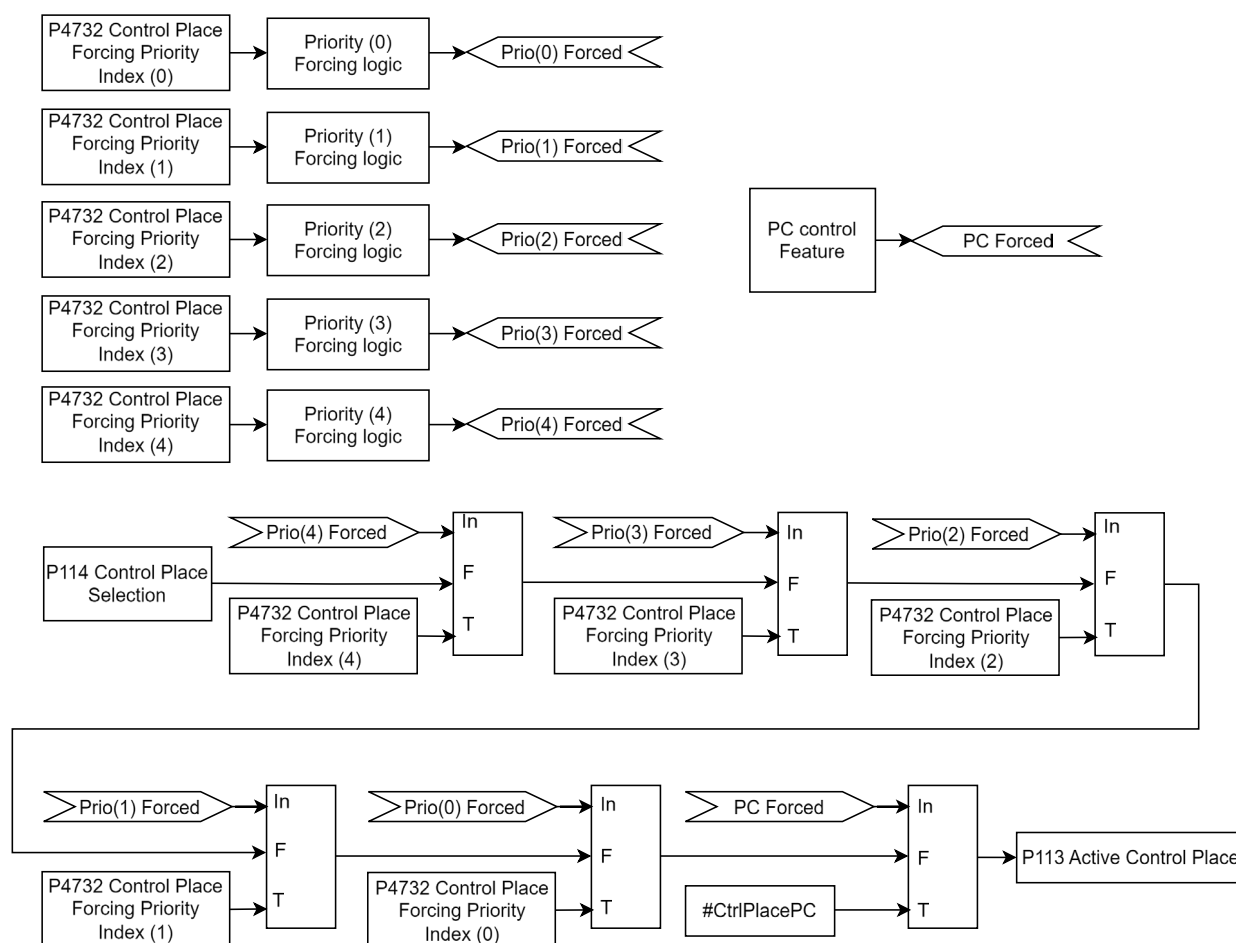 P4732 Control Place
Forcing Priority
Index (0)
Priority (0)
Forcing logic
Prio(0) Forced
P4732 Control Place
Forcing Priority
Index (1)
Priority (1)
Forcing logic
Prio(1) Forced
P4732 Control Place
Forcing Priority
Index (2)
Priority (2)
Forcing logic
Prio(2) Forced
PC control
Feature
PC Forced
P4732 Control Place
Forcing Priority
Index (3)
Priority (3)
Forcing logic
Prio(3) Forced
P4732 Control Place
Forcing Priority
Index (4)
Priority (4)
Forcing logic
Prio(4) Forced
P114 Control Place
Selection
Prio(4) Forced
P4732 Control Place
Forcing Priority
Index (4)
In
F
T
Prio(3) Forced
P4732 Control Place
Forcing Priority
Index (3)
In
F
T
Prio(2) Forced
P4732 Control Place
Forcing Priority
Index (2)
In
F
T
Prio(1) Forced
P4732 Control Place
Forcing Priority
Index (1)
In
F
T
Prio(0) Forced
P4732 Control Place
Forcing Priority
Index (0)
In
F
T
PC Forced
#CtrlPlacePC
In
F
T
P113 Active Control Place